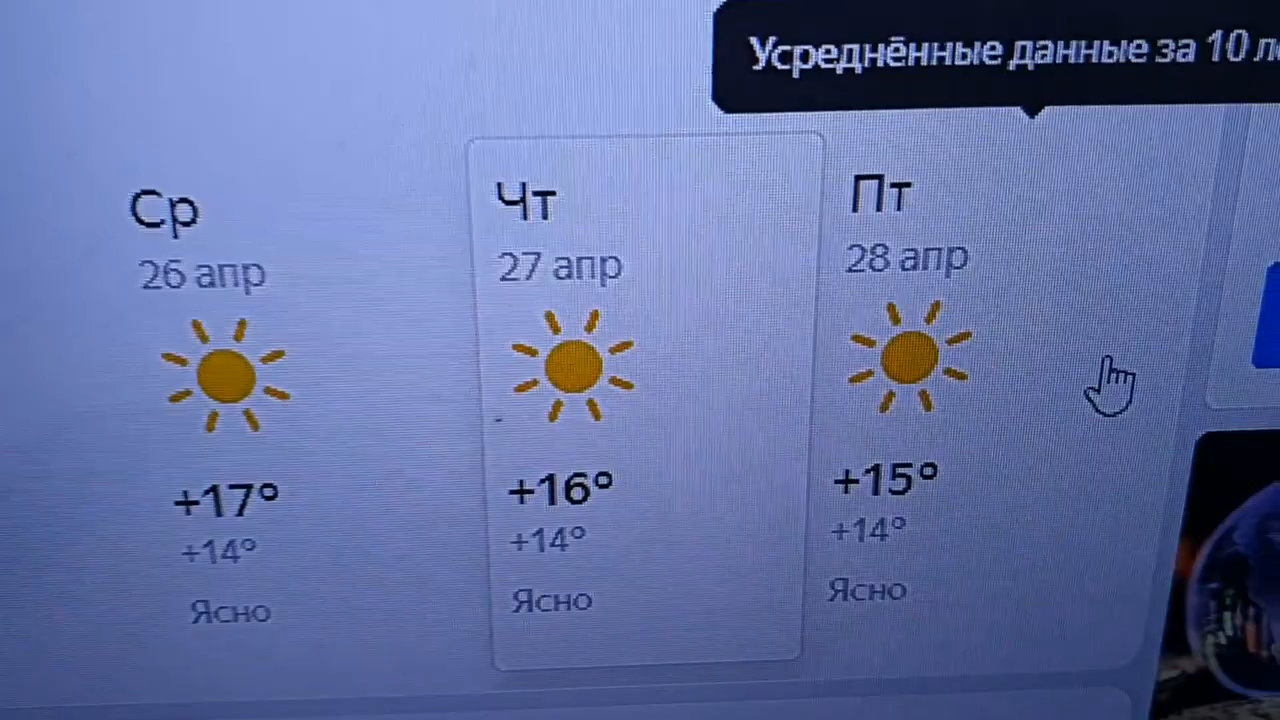 Усреднённые данные за 10
Ср
26 апр
+17°
+14°
Ясно
Чт
27 апр
+16°
+14°
Ясно
Пт
28 апр
+15°
+14°
Ясно